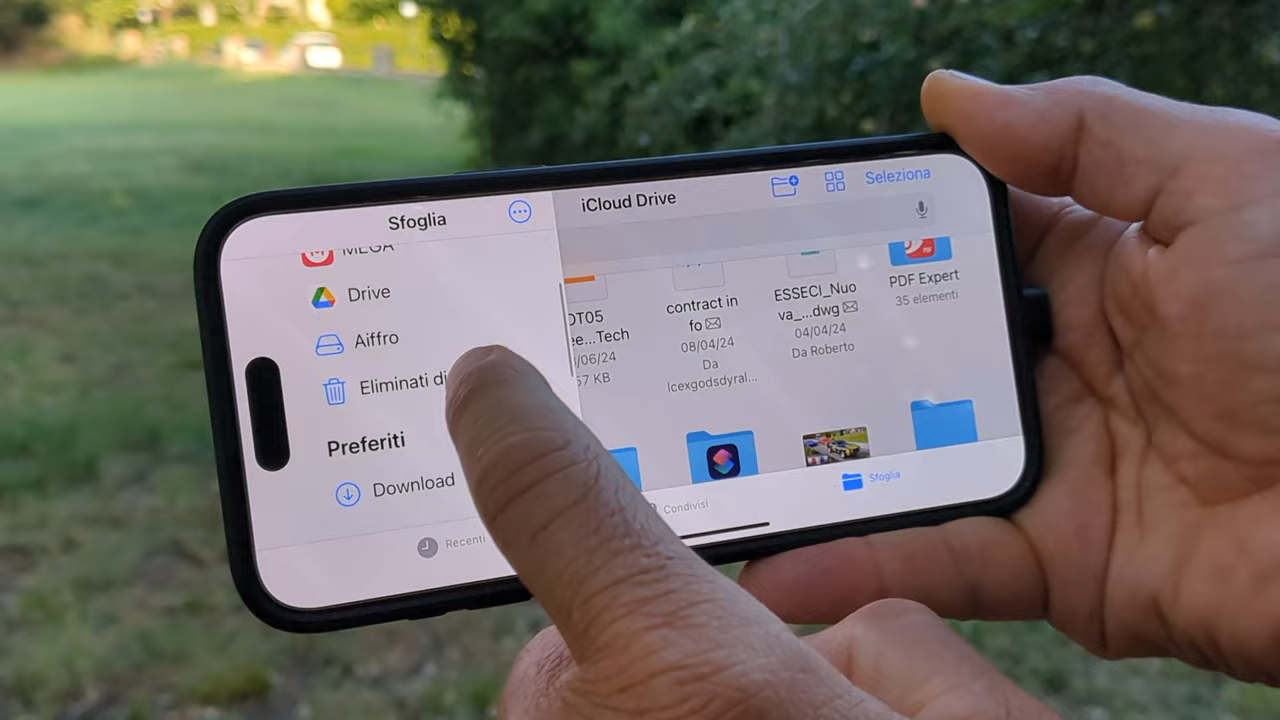 Sfoglia
MEGA
Drive
Aiffro
Eliminati di
Preferiti
Download
Recenti
iCloud Drive
Seleziona
DT05
e...Tech
/06/24
57 KB
contract in
fo
08/04/24
Da
Icexgodsdyral...
ESSECI_Nuo
va_...dwg
04/04/24
Da Roberto
PDF
PDF Expert
35 elementi
Condivisi
Sfoglia